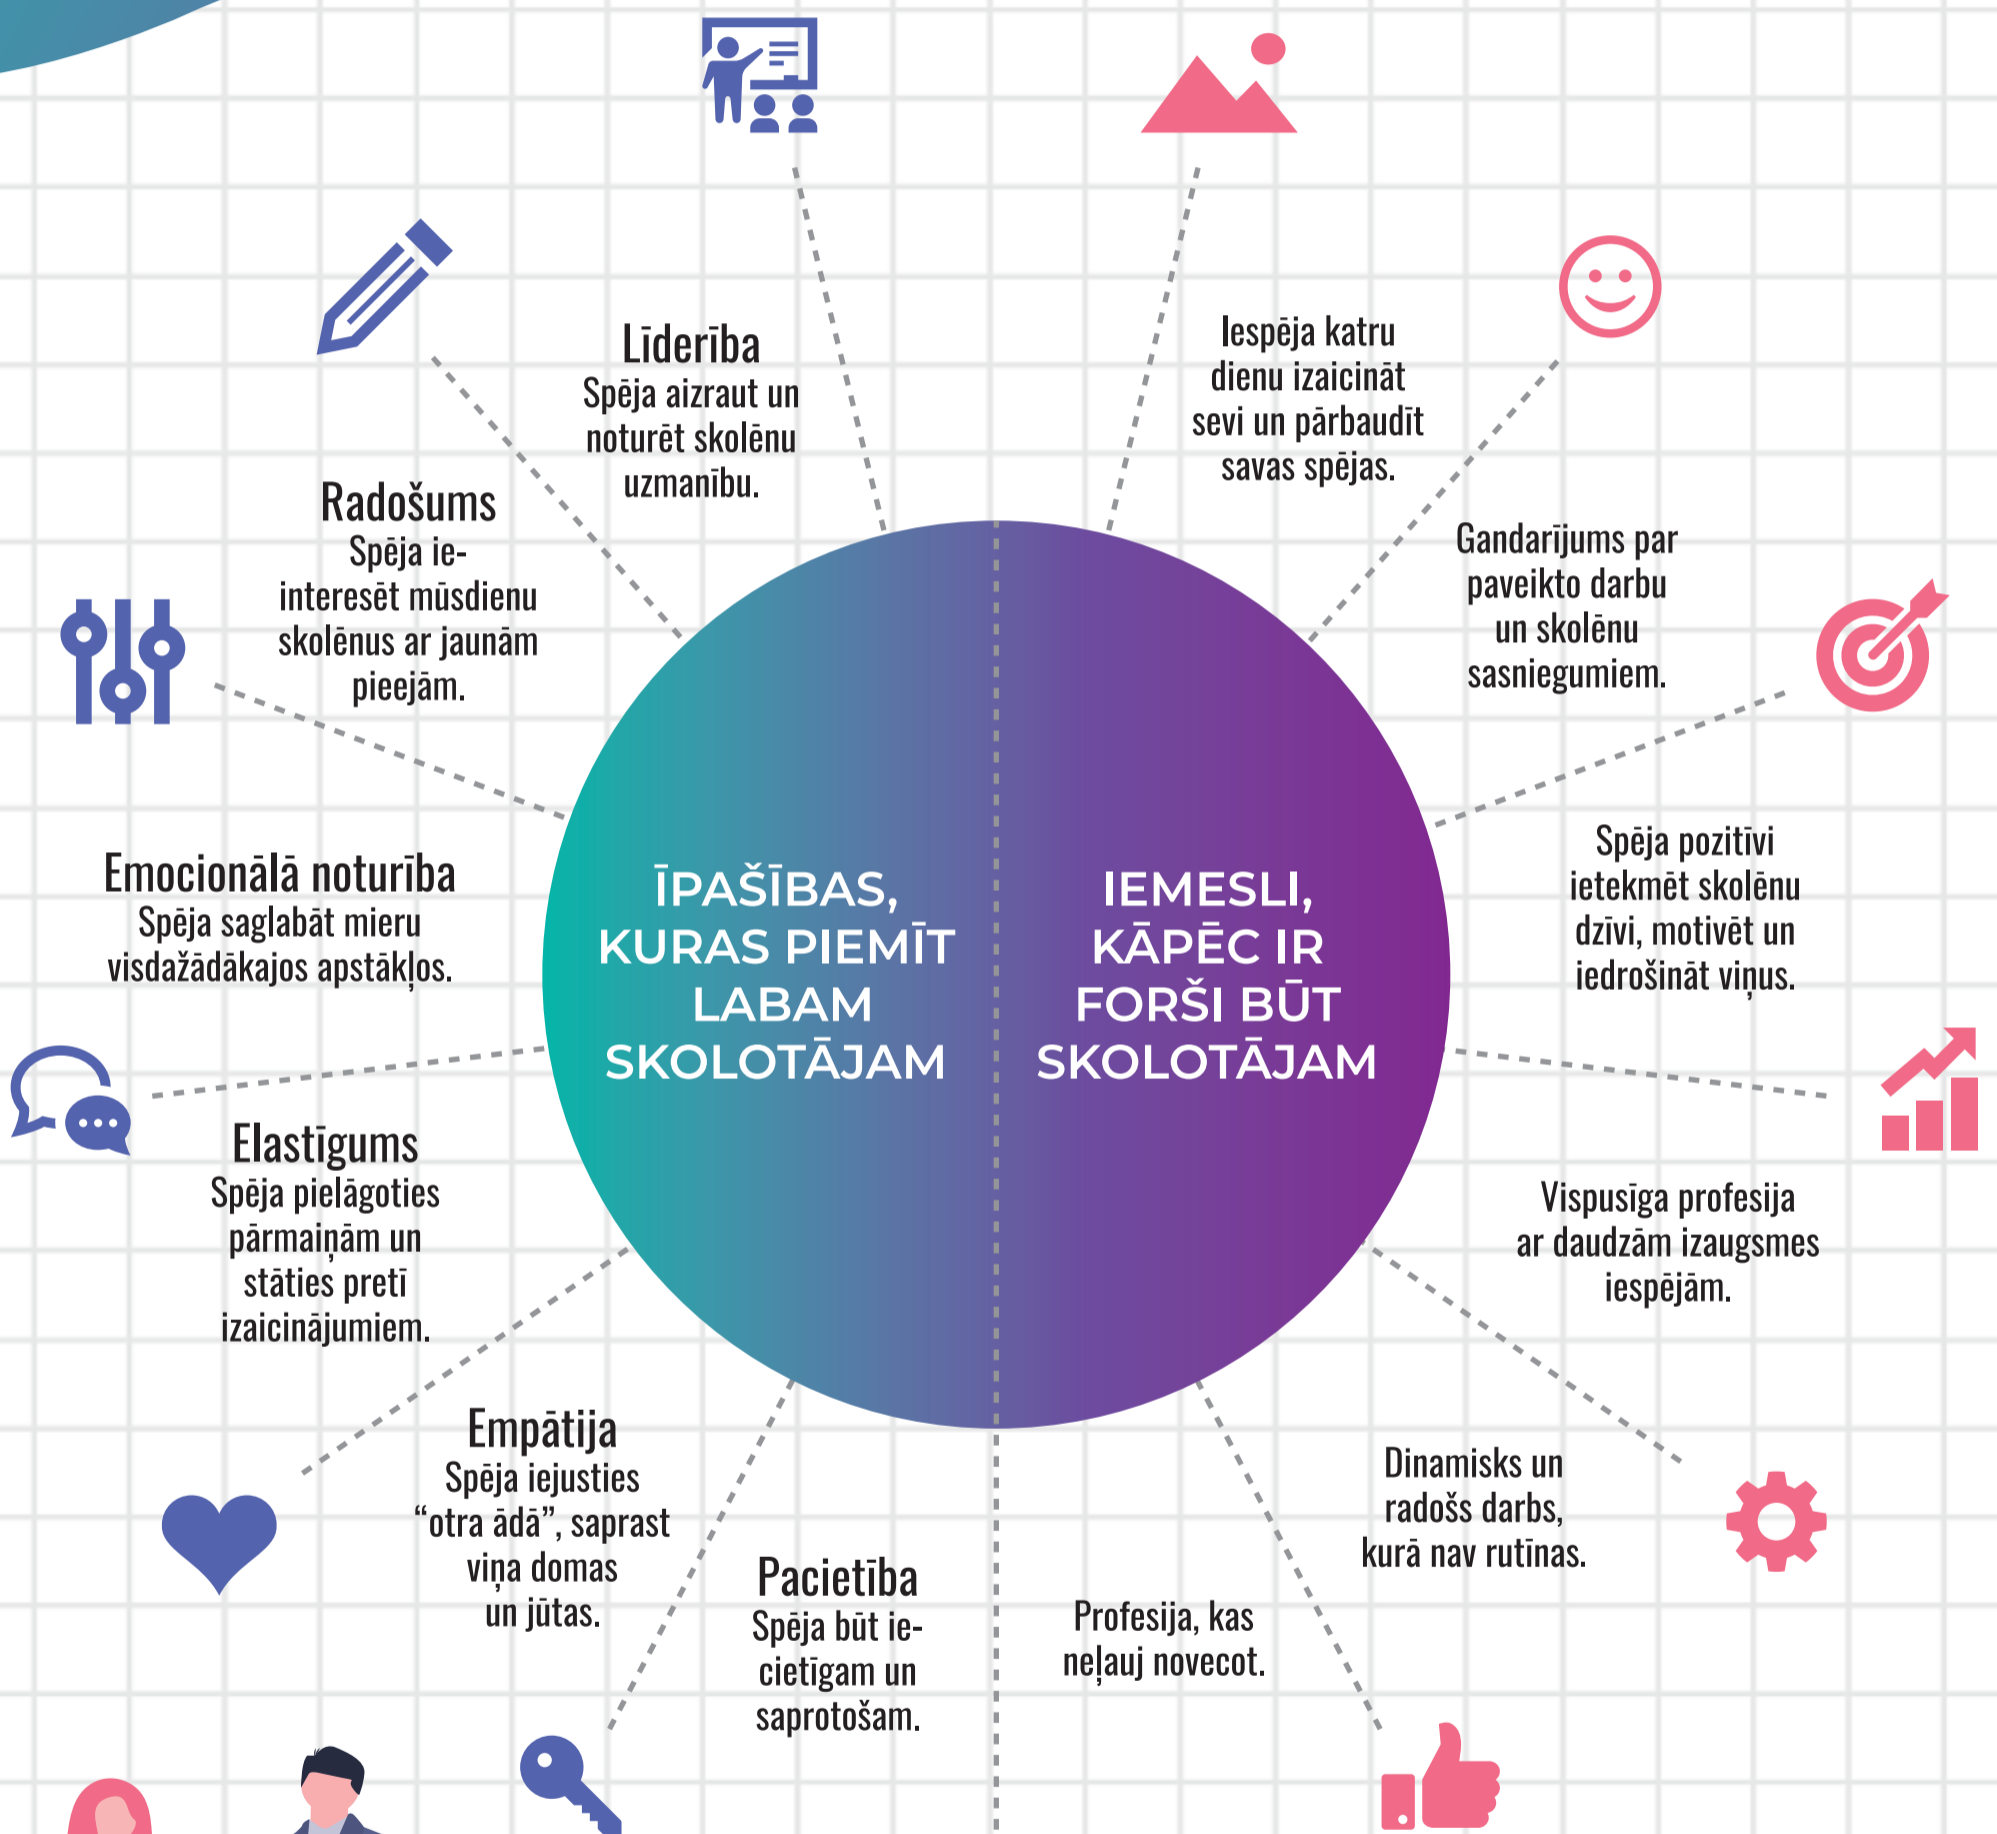 Līderība
Spēja aizraut un
noturēt skolēnu
uzmanību.
Radošums
Spēja ie-
interesēt mūsdienu
skolēnus ar jaunām
pieejām.
Emocionālā noturība
Spēja saglabāt mieru
visdažādākajos apstākļos.
Elastīgums
Spēja pielāgoties
pārmaiņām un
stāties pretī
izaicinājumiem.
Empātija
Spēja iejusties
“otra ādā”, saprast
viņa domas
un jūtas.
Pacietība
Spēja būt ie-
cietīgam un
saprotošam.
ĪPAŠĪBAS,
KURAS PIEMĪT
LABAM
SKOLOTĀJAM
IEMESLI,
KĀPĒC IR
FORŠI BŪT
SKOLOTĀJAM
Iespēja katru
dienu izaicināt
sevi un pārbaudīt
savas spējas.
Gandarījums par
paveikto darbu
un skolēnu
sasniegumiem.
Spēja pozitīvi
ietekmēt skolēnu
dzīvi, motivēt un
iedrošināt viņus.
Vispusīga profesija
ar daudzām izaugsmes
iespējām.
Dinamisks un
radošs darbs,
kurā nav rutīnas.
Profesija, kas
neļauj novecot.